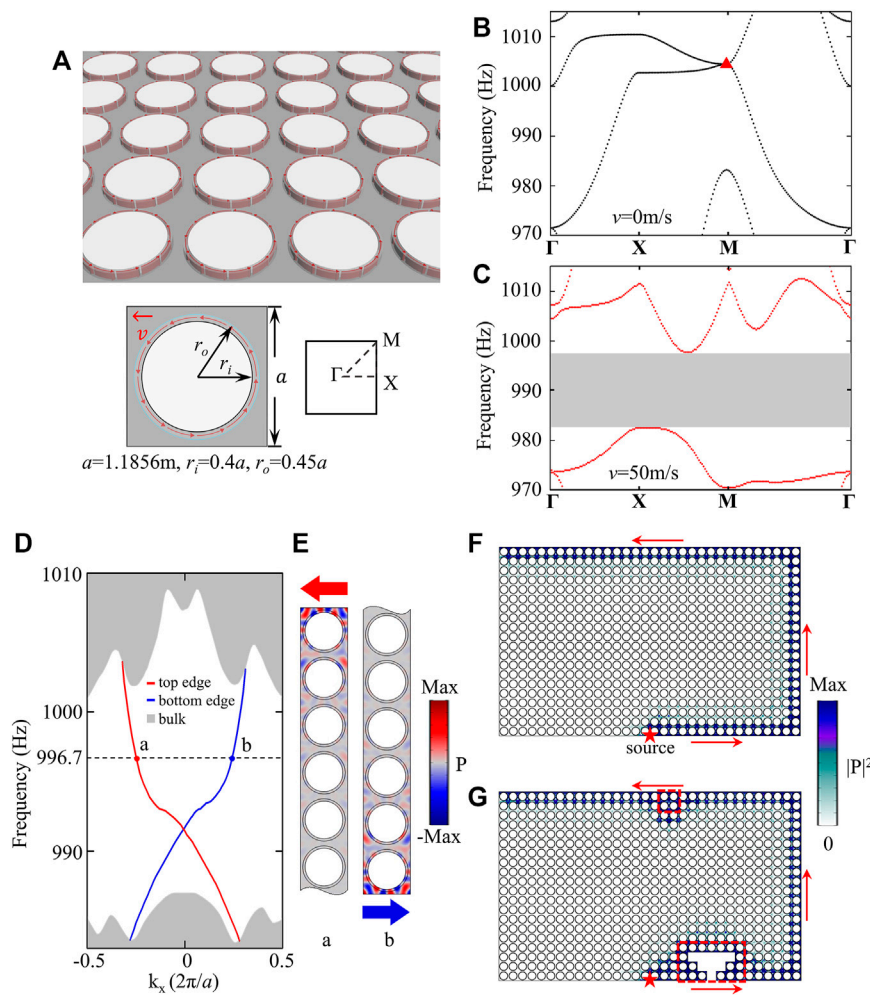 A
v
r_o
r_i
a
M
Γ
X
a=1.1856m, r_i=0.4a, r_o=0.45a
B
Frequency (Hz)
1015
1000
990
980
970
v=0m/s
Γ X M Γ
C
Frequency (Hz)
1010
1000
990
980
970
v=50m/s
Γ X M Γ
D
Frequency (Hz)
1010
1000
996.7
990
top edge
bottom edge
bulk
a
b
-0.5 0 0.5
k_x (2π/a)
E
a
b
Max
P
-Max
F
source
G
Max
|P|²
0